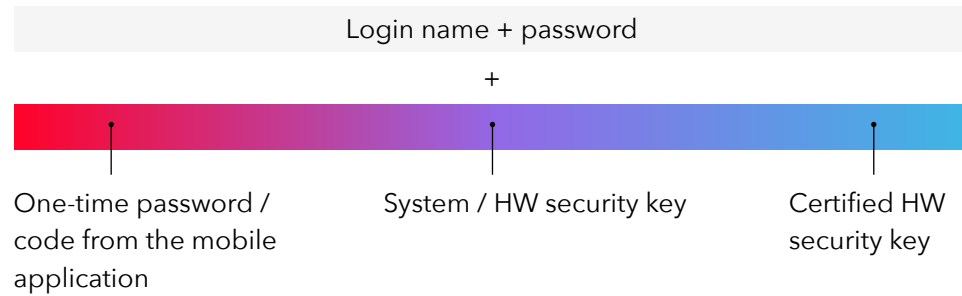 Login name + password
+
One-time password /
code from the mobile
application
System / HW security key
Certified HW
security key